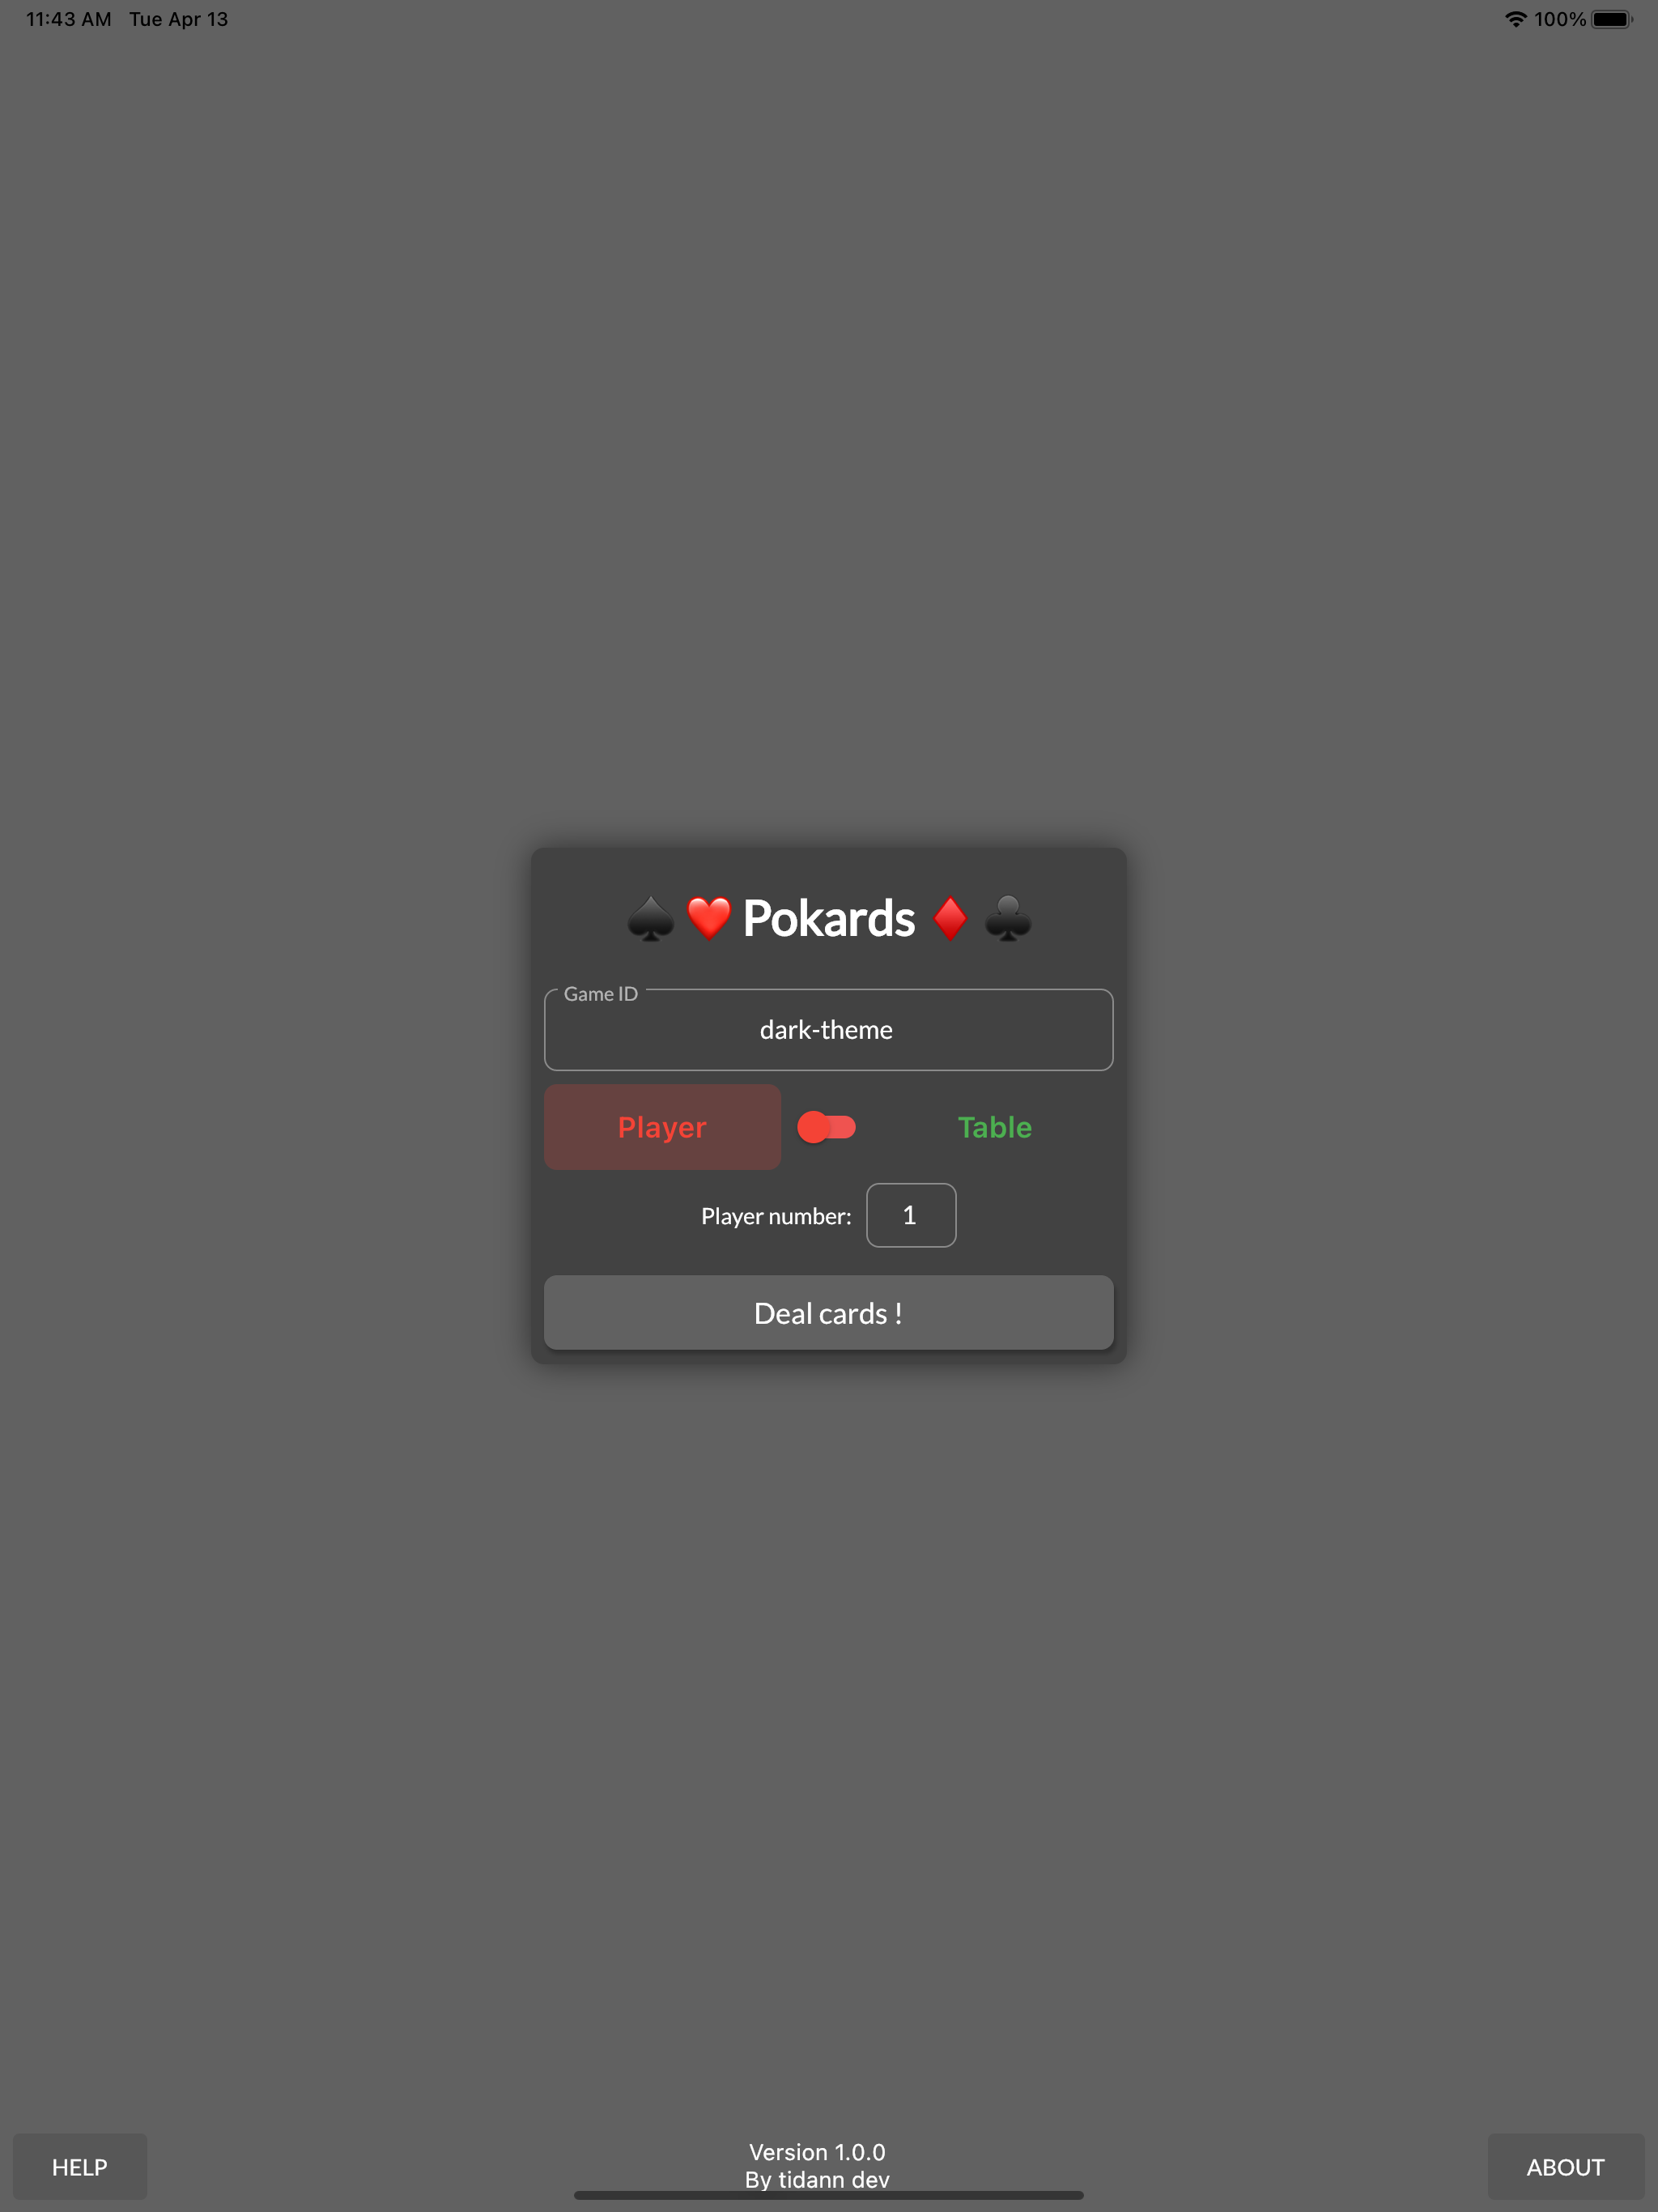 11:43 AM Tue Apr 13 100%
Pokards
Game ID
dark-theme
Player Table
Player number: 1
Deal cards !
HELP
Version 1.0.0
By tidann dev
ABOUT